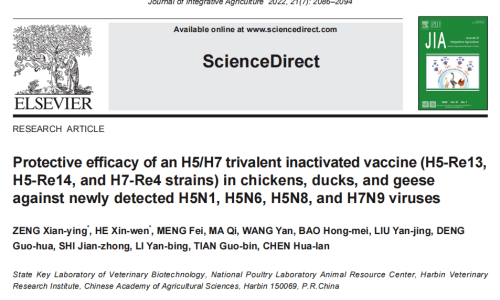 Journal of Integrative Agriculture 2022, 21(7): 2086–2094
Available online at www.sciencedirect.com
ScienceDirect
ELSEVIER
JIA
RESEARCH ARTICLE
Protective efficacy of an H5/H7 trivalent inactivated vaccine (H5-Re13,
H5-Re14, and H7-Re4 strains) in chickens, ducks, and geese
against newly detected H5N1, H5N6, H5N8, and H7N9 viruses
ZENG Xian-ying*, HE Xin-wen*, MENG Fei, MA Qi, WANG Yan, BAO Hong-mei, LIU Yan-jing, DENG
Guo-hua, SHI Jian-zhong, LI Yan-bing, TIAN Guo-bin, CHEN Hua-lan
State Key Laboratory of Veterinary Biotechnology, National Poultry Laboratory Animal Resource Center, Harbin Veterinary
Research Institute, Chinese Academy of Agricultural Sciences, Harbin 150069, P.R.China